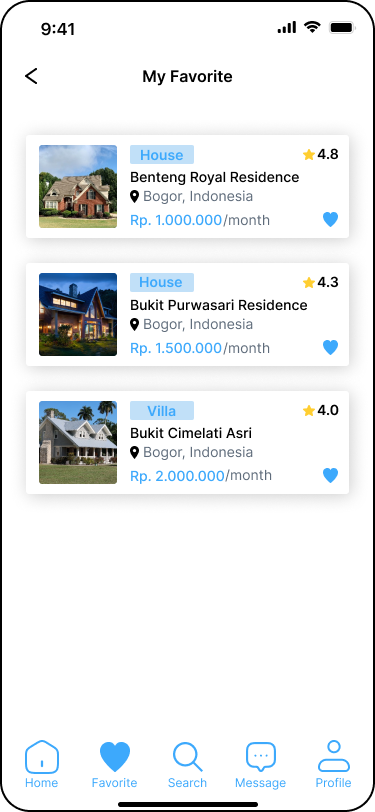 9:41
My Favorite
House
4.8
Benteng Royal Residence
Bogor, Indonesia
Rp. 1.000.000/month
House
4.3
Bukit Purwasari Residence
Bogor, Indonesia
Rp. 1.500.000/month
Villa
4.0
Bukit Cimelati Asri
Bogor, Indonesia
Rp. 2.000.000/month
Home Favorite Search Message Profile